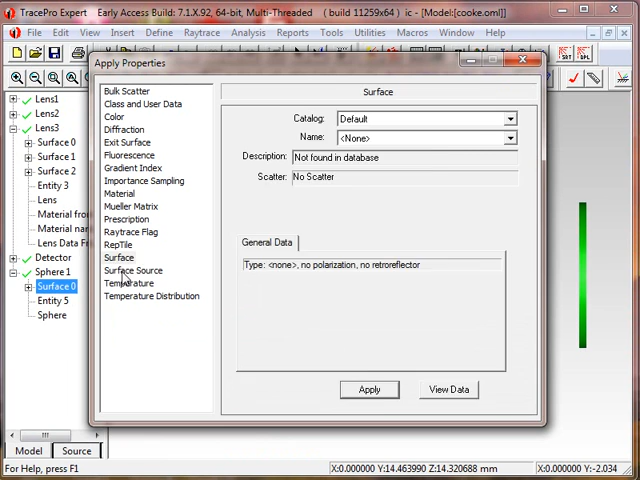 TracePro Expert Early Access Build: 7.1.X.92, 64-bit, Multi-Threaded ( build 11259x64 ) ic - [Model:[cooke.oml]]
File Edit View Insert Define Analysis Raytrace Tools Reports Utilities Macros Window Help
SRT
Apply Properties
Lens1
Lens2
Lens3
Surface 0
Surface 1
Surface 2
Entity 3
Lens
Material
Lens Data
Detector
Sphere 1
Surface 0
Entity 5
Sphere
Bulk Scatter
Class and User Data
Color
Diffraction
Exit Surface
Fluorescence
Gradient Index
Importance Sampling
Material
Mueller Matrix
Prescription
Raytrace Flag
RepTile
Surface
Surface Source
Temperature
Temperature Distribution
Surface
Catalog: Default
Name: <None>
Description: Not found in database
Scatter: No Scatter
General Data
Type: <none>, no polarization, no retroreflector
Apply View Data
Model Source
For Help, press F1 X:0.000000 Y:14.463990 Z:14.320688 mm X:0.000000 Y:-2.034